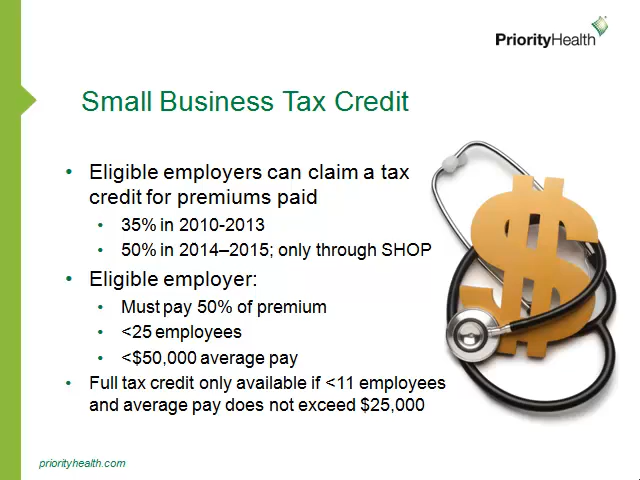 PriorityHealth
Small Business Tax Credit
• Eligible employers can claim a tax
credit for premiums paid
• 35% in 2010-2013
• 50% in 2014–2015; only through SHOP
• Eligible employer:
• Must pay 50% of premium
• <25 employees
• <$50,000 average pay
• Full tax credit only available if <11 employees
and average pay does not exceed $25,000
priorityhealth.com